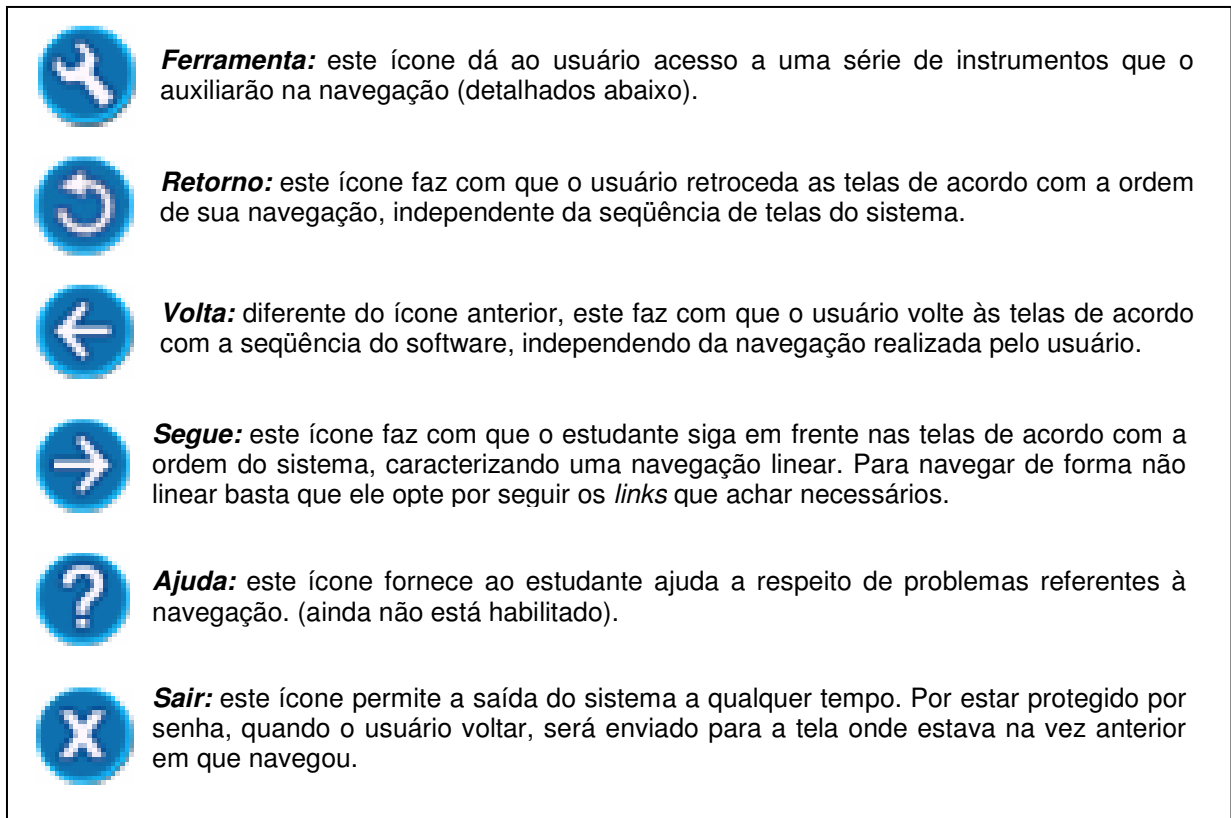 Ferramenta: este ícone dá ao usuário acesso a uma série de instrumentos que o
auxiliarão na navegação (detalhados abaixo).
Retorno: este ícone faz com que o usuário retroceda as telas de acordo com a ordem
de sua navegação, independente da seqüência de telas do sistema.
Volta: diferente do ícone anterior, este faz com que o usuário volte às telas de acordo
com a seqüência do software, independendo da navegação realizada pelo usuário.
Segue: este ícone faz com que o estudante siga em frente nas telas de acordo com a
ordem do sistema, caracterizando uma navegação linear. Para navegar de forma não
linear basta que ele opte por seguir os links que achar necessários.
?
Ajuda: este ícone fornece ao estudante ajuda a respeito de problemas referentes à
navegação. (ainda não está habilitado).
X
Sair: este ícone permite a saída do sistema a qualquer tempo. Por estar protegido por
senha, quando o usuário voltar, será enviado para a tela onde estava na vez anterior
em que navegou.